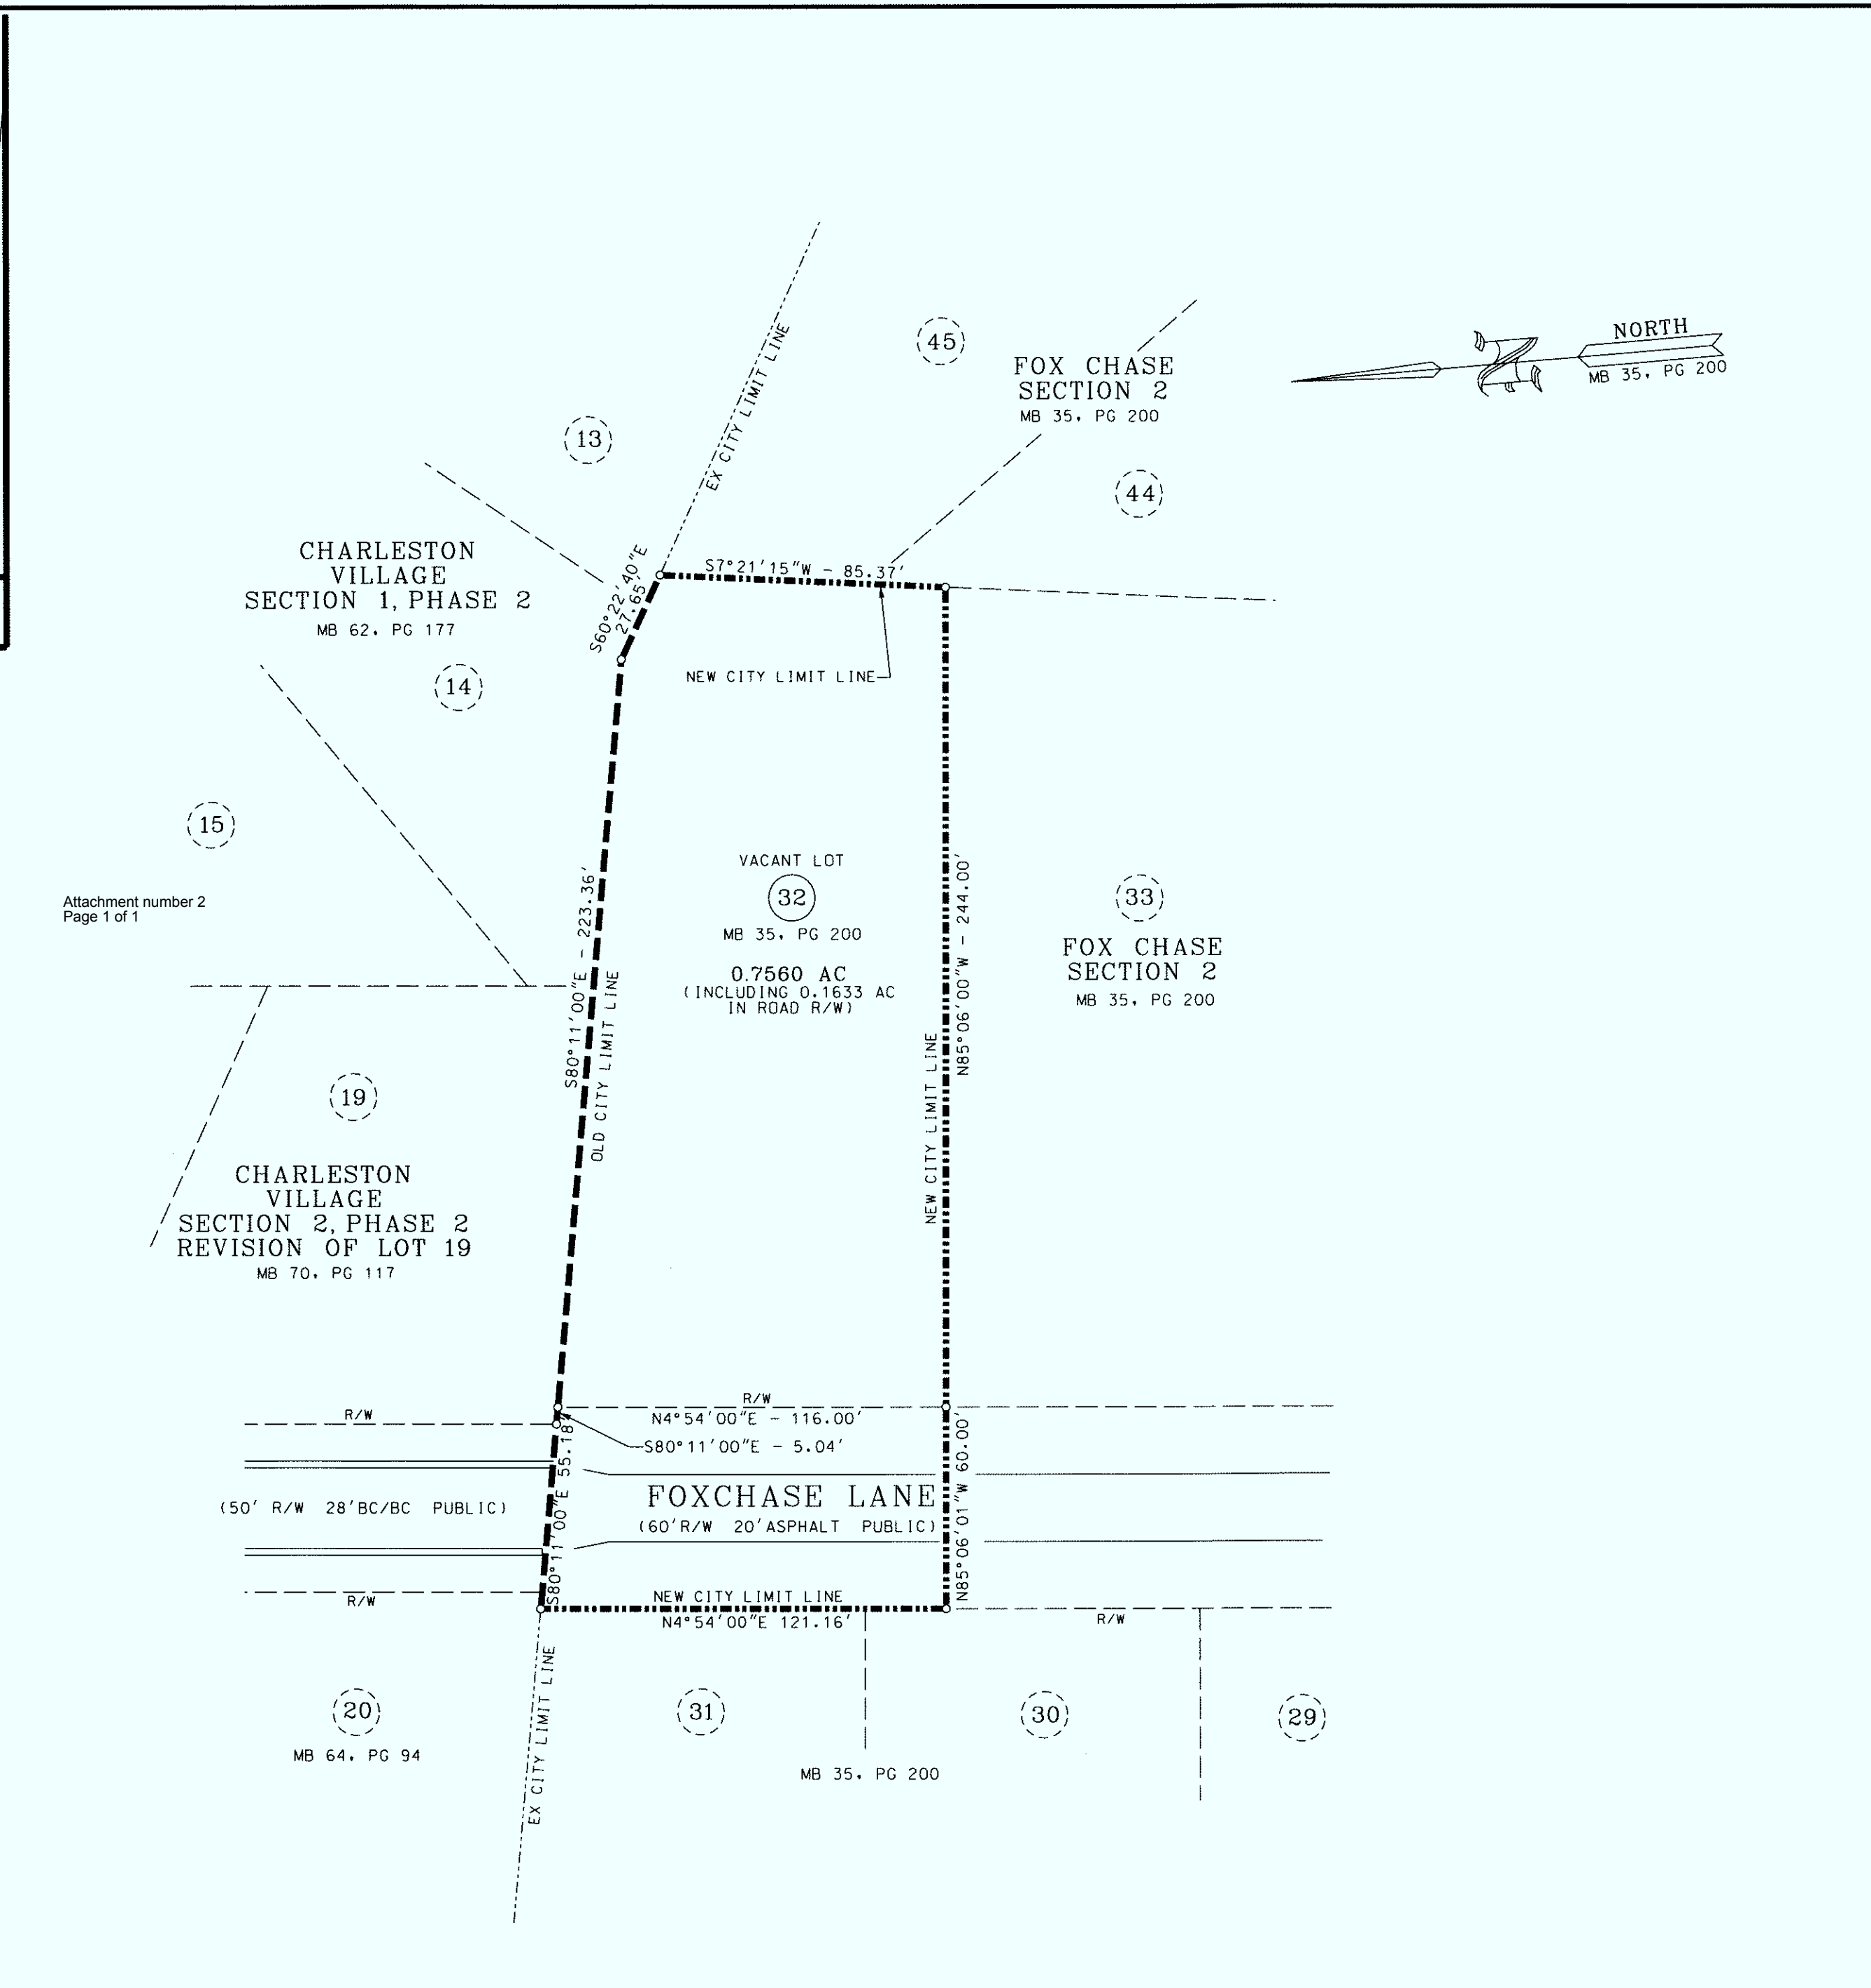 EX CITY LIMIT LINE
45
FOX CHASE
SECTION 2
MB 35, PG 200
NORTH
MB 35, PG 200
13
44
CHARLESTON
VILLAGE
SECTION 1, PHASE 2
MB 62, PG 177
S60°22'40"E
27.65'
S7°21'15"W - 85.37'
NEW CITY LIMIT LINE
14
15
Attachment number 2
Page 1 of 1
S80°11'00"E - 223.36'
OLD CITY LIMIT LINE
VACANT LOT
32
MB 35, PG 200
0.7560 AC
(INCLUDING 0.1633 AC
IN ROAD R/W)
NEW CITY LIMIT LINE
N85°06'00"W - 244.00'
33
FOX CHASE
SECTION 2
MB 35, PG 200
19
CHARLESTON
VILLAGE
SECTION 2, PHASE 2
REVISION OF LOT 19
MB 70, PG 117
R/W
R/W
N4°54'00"E - 116.00'
S80°11'00"E - 5.04'
S80°11'00"E 55.18'
(50' R/W 28'BC/BC PUBLIC)
FOXCHASE LANE
(60'R/W 20'ASPHALT PUBLIC)
N85°06'01"W 60.00'
R/W
NEW CITY LIMIT LINE
N4°54'00"E 121.16'
R/W
EX CITY LIMIT LINE
20
MB 64, PG 94
31
30
29
MB 35, PG 200